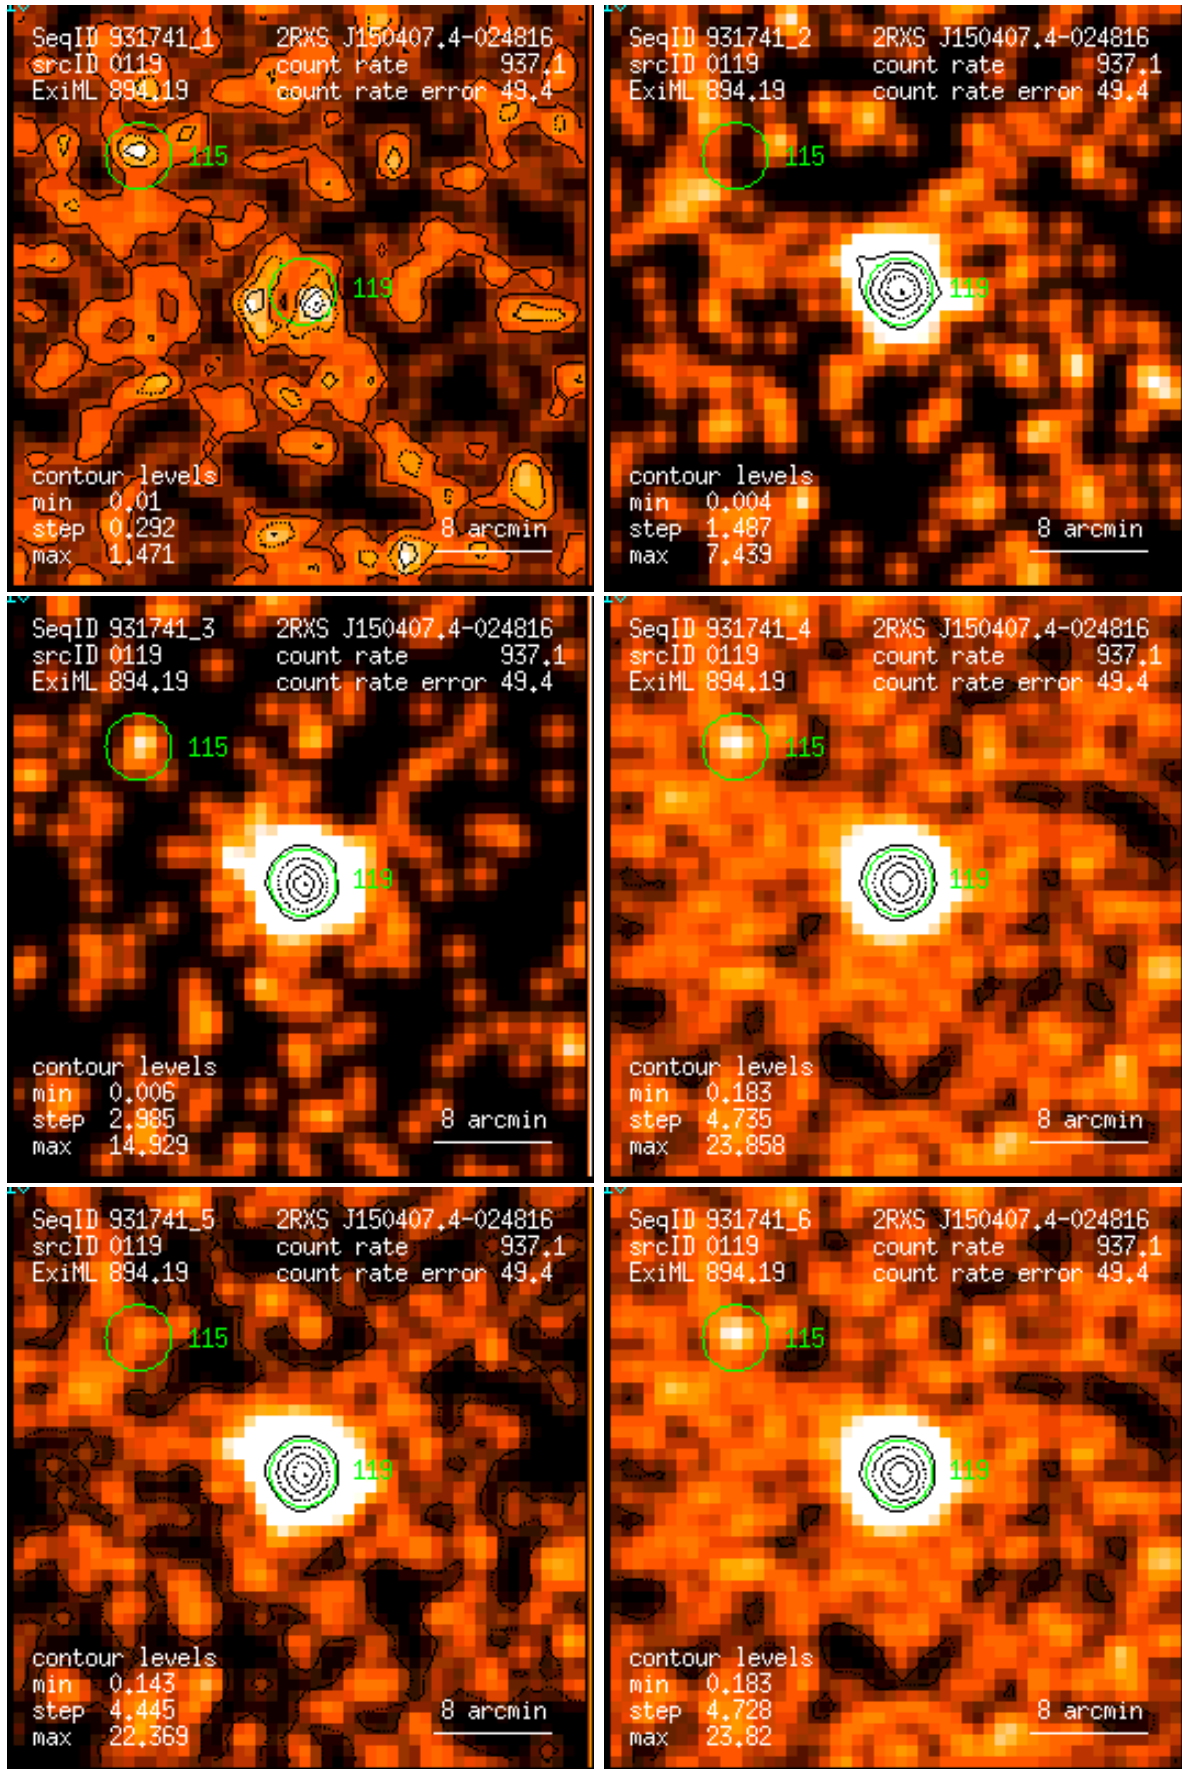 SeqID 931741_1 2RXS J150407.4-024816
srcID 0119 count rate 937.1
ExiML 894.19 count rate error 49.4
115
119
contour levels
min 0.01
step 0.292 8 arcmin
max 1.471
SeqID 931741_2 2RXS J150407.4-024816
srcID 0119 count rate 937.1
ExiML 894.19 count rate error 49.4
115
119
contour levels
min 0.004
step 1.487 8 arcmin
max 7.439
SeqID 931741_3 2RXS J150407.4-024816
srcID 0119 count rate 937.1
ExiML 894.19 count rate error 49.4
115
119
contour levels
min 0.006
step 2.985 8 arcmin
max 14.929
SeqID 931741_4 2RXS J150407.4-024816
srcID 0119 count rate 937.1
ExiML 894.19 count rate error 49.4
115
119
contour levels
min 0.183
step 4.735 8 arcmin
max 23.858
SeqID 931741_5 2RXS J150407.4-024816
srcID 0119 count rate 937.1
ExiML 894.19 count rate error 49.4
115
119
contour levels
min 0.143
step 4.445 8 arcmin
max 22.369
SeqID 931741_6 2RXS J150407.4-024816
srcID 0119 count rate 937.1
ExiML 894.19 count rate error 49.4
115
119
contour levels
min 0.183
step 4.728 8 arcmin
max 23.82